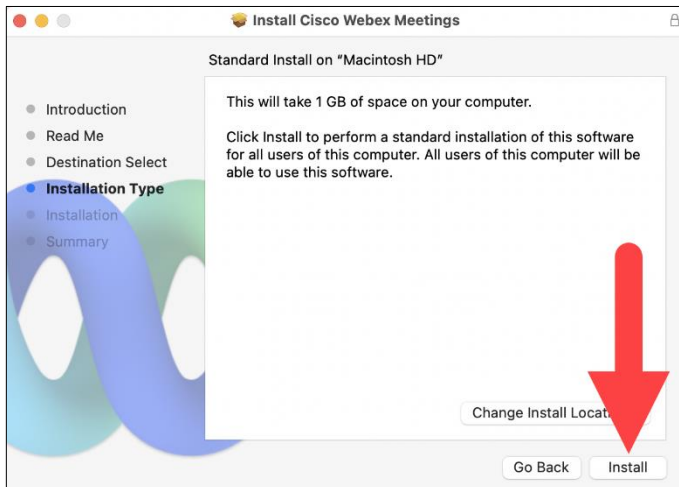 Install Cisco Webex Meetings
Standard Install on “Macintosh HD”
Introduction
Read Me
Destination Select
Installation Type
Installation
Summary
This will take 1 GB of space on your computer.
Click Install to perform a standard installation of this software
for all users of this computer. All users of this computer will be
able to use this software.
Change Install Locat
Go Back
Install